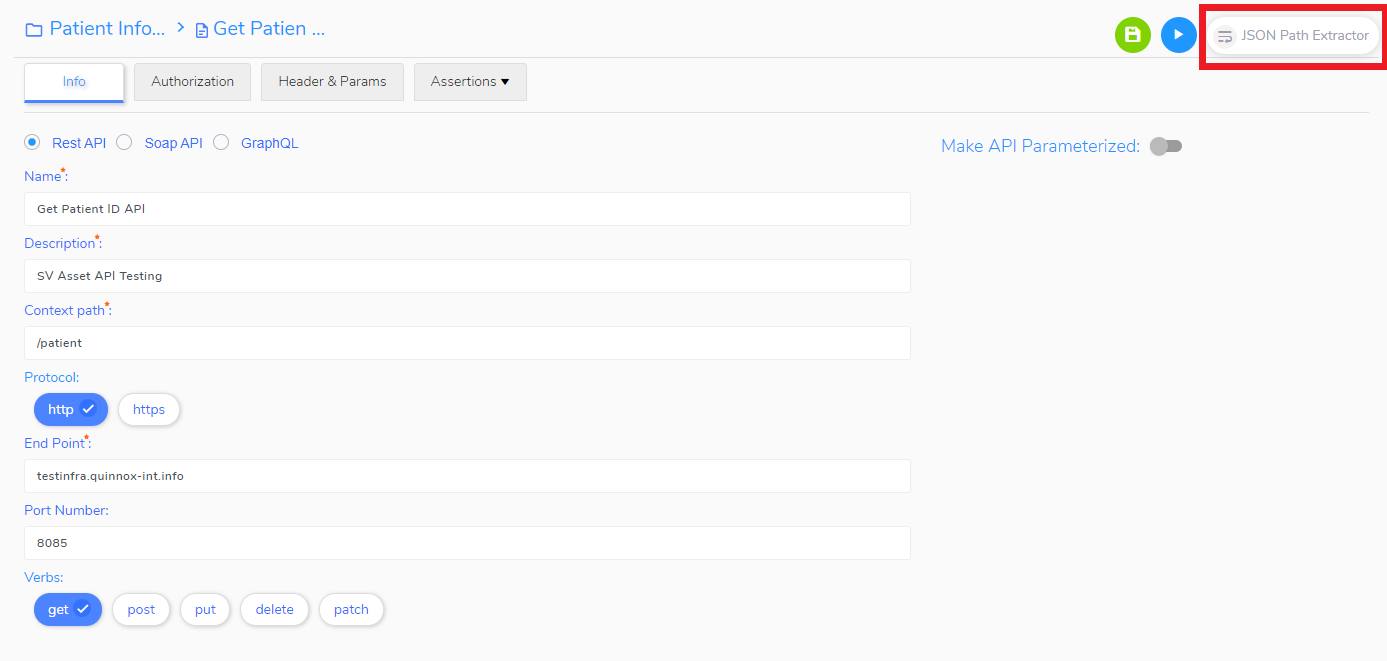 Patient Info... > Get Patien ...
JSON Path Extractor
Info Authorization Header & Params Assertions ▼
Rest API Soap API GraphQL
Make API Parameterized:
Name*:
Get Patient ID API
Description*:
SV Asset API Testing
Context path*:
/patient
Protocol:
http https
End Point*:
testinfra.quinnox-int.info
Port Number:
8085
Verbs:
get post put delete patch